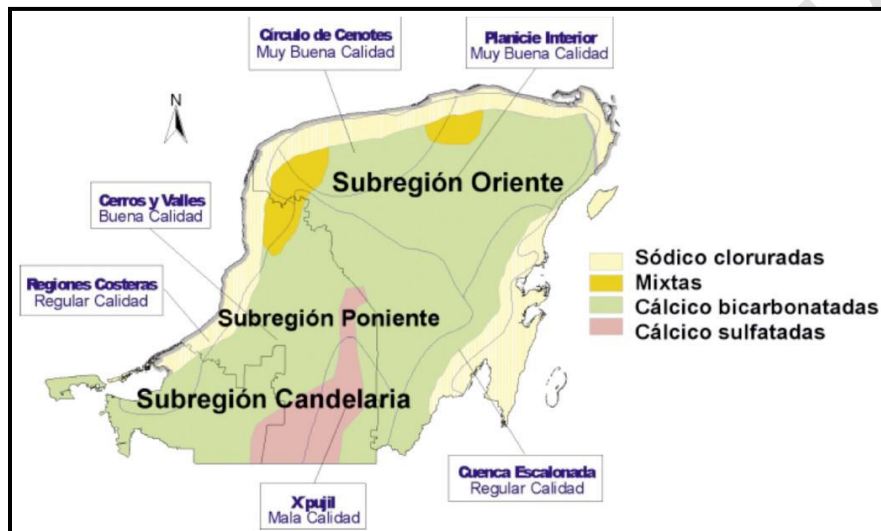 Círculo de Cenotes
Muy Buena Calidad
Planicie Interior
Muy Buena Calidad
N
Subregión Oriente
Cerros y Valles
Buena Calidad
Sódico cloruradas
Mixtas
Cálcico bicarbonatadas
Cálcico sulfatadas
Regiones Costeras
Regular Calidad
Subregión Poniente
Subregión Candelaria
Cuenca Escalonada
Regular Calidad
Xpujil
Mala Calidad